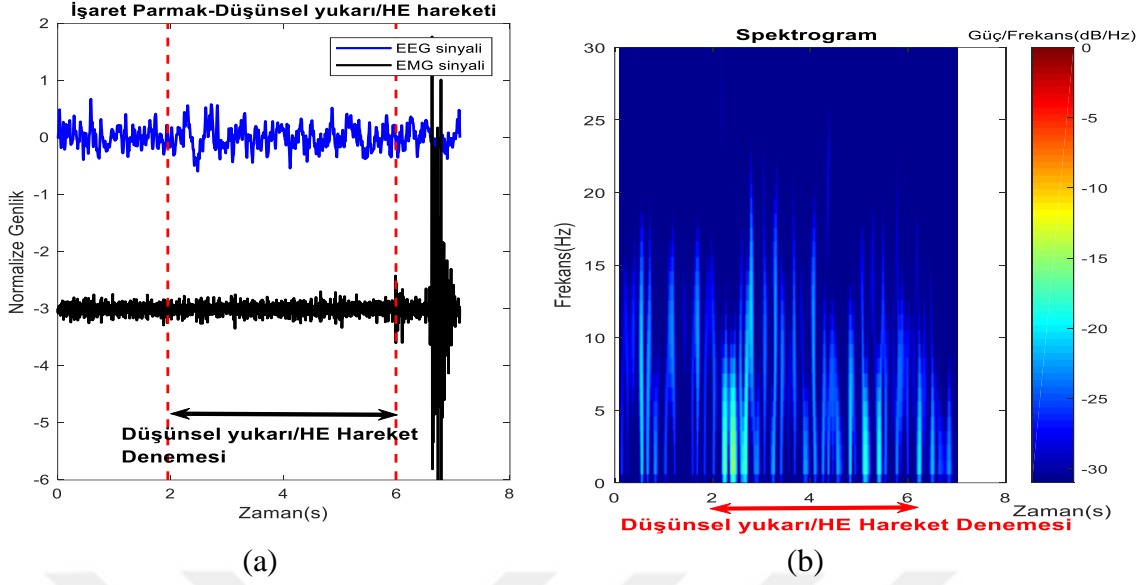 İşaret Parmak-Düşünsel yukarı/HE hareketi
2
1
0
-1
-2
-3
-4
-5
-6
Normalize Genlik
EEG sinyali
EMG sinyali
Düşünsel yukarı/HE Hareket
Denemesi
0 2 4 6 8
Zaman(s)
(a)
Spektrogram
Güç/Frekans(dB/Hz)
30
25
20
15
10
5
0
Frekans(Hz)
0
-5
-10
-15
-20
-25
-30
0 2 4 6 8
Zaman(s)
Düşünsel yukarı/HE Hareket Denemesi
(b)